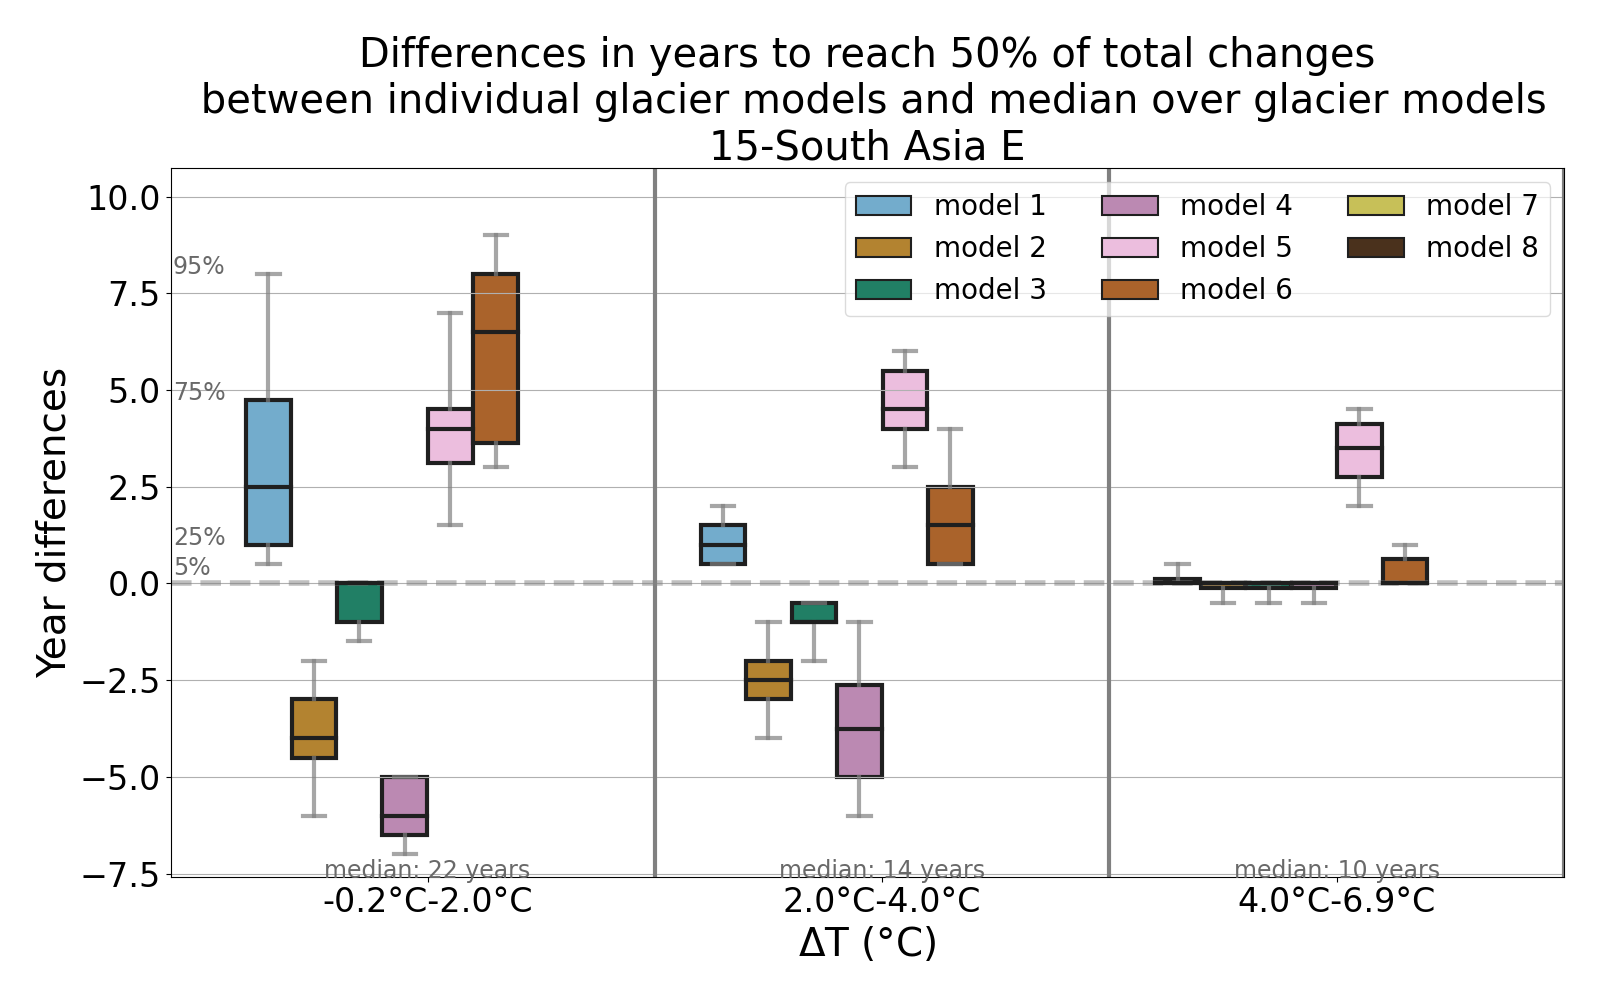 Differences in years to reach 50% of total changes
between individual glacier models and median over glacier models
15-South Asia E
Year differences
10.0
7.5
5.0
2.5
0.0
−2.5
−5.0
−7.5
95%
75%
25%
5%
model 1
model 2
model 3
model 4
model 5
model 6
model 7
model 8
median: 22 years
median: 14 years
median: 10 years
-0.2°C-2.0°C
2.0°C-4.0°C
4.0°C-6.9°C
ΔT (°C)